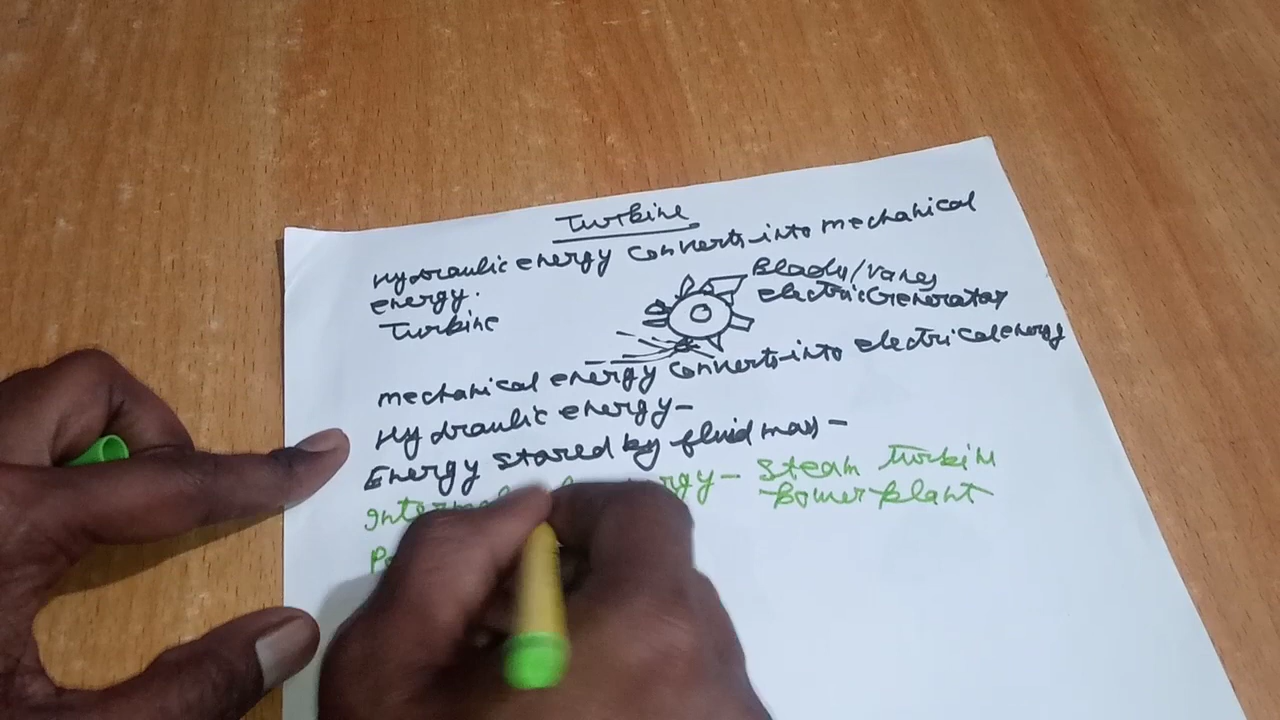 Turbine
Hydraulic energy converts into mechanical
energy.
Blades/Vanes
electric Generator
Turbine
mechanical energy converts into electrical energy
Hydraulic energy-
Energy stored by fluid mass -
- Steam Turbine
Power Plant